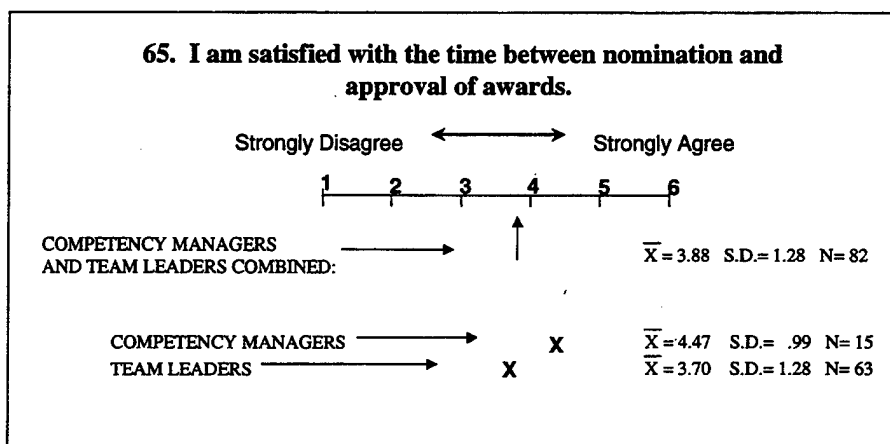 65. I am satisfied with the time between nomination and
approval of awards.
Strongly Disagree Strongly Agree
1 2 3 4 5 6
COMPETENCY MANAGERS
AND TEAM LEADERS COMBINED: X̅ = 3.88 S.D.= 1.28 N= 82
COMPETENCY MANAGERS X X̅ = 4.47 S.D.= .99 N= 15
TEAM LEADERS X X̅ = 3.70 S.D.= 1.28 N= 63